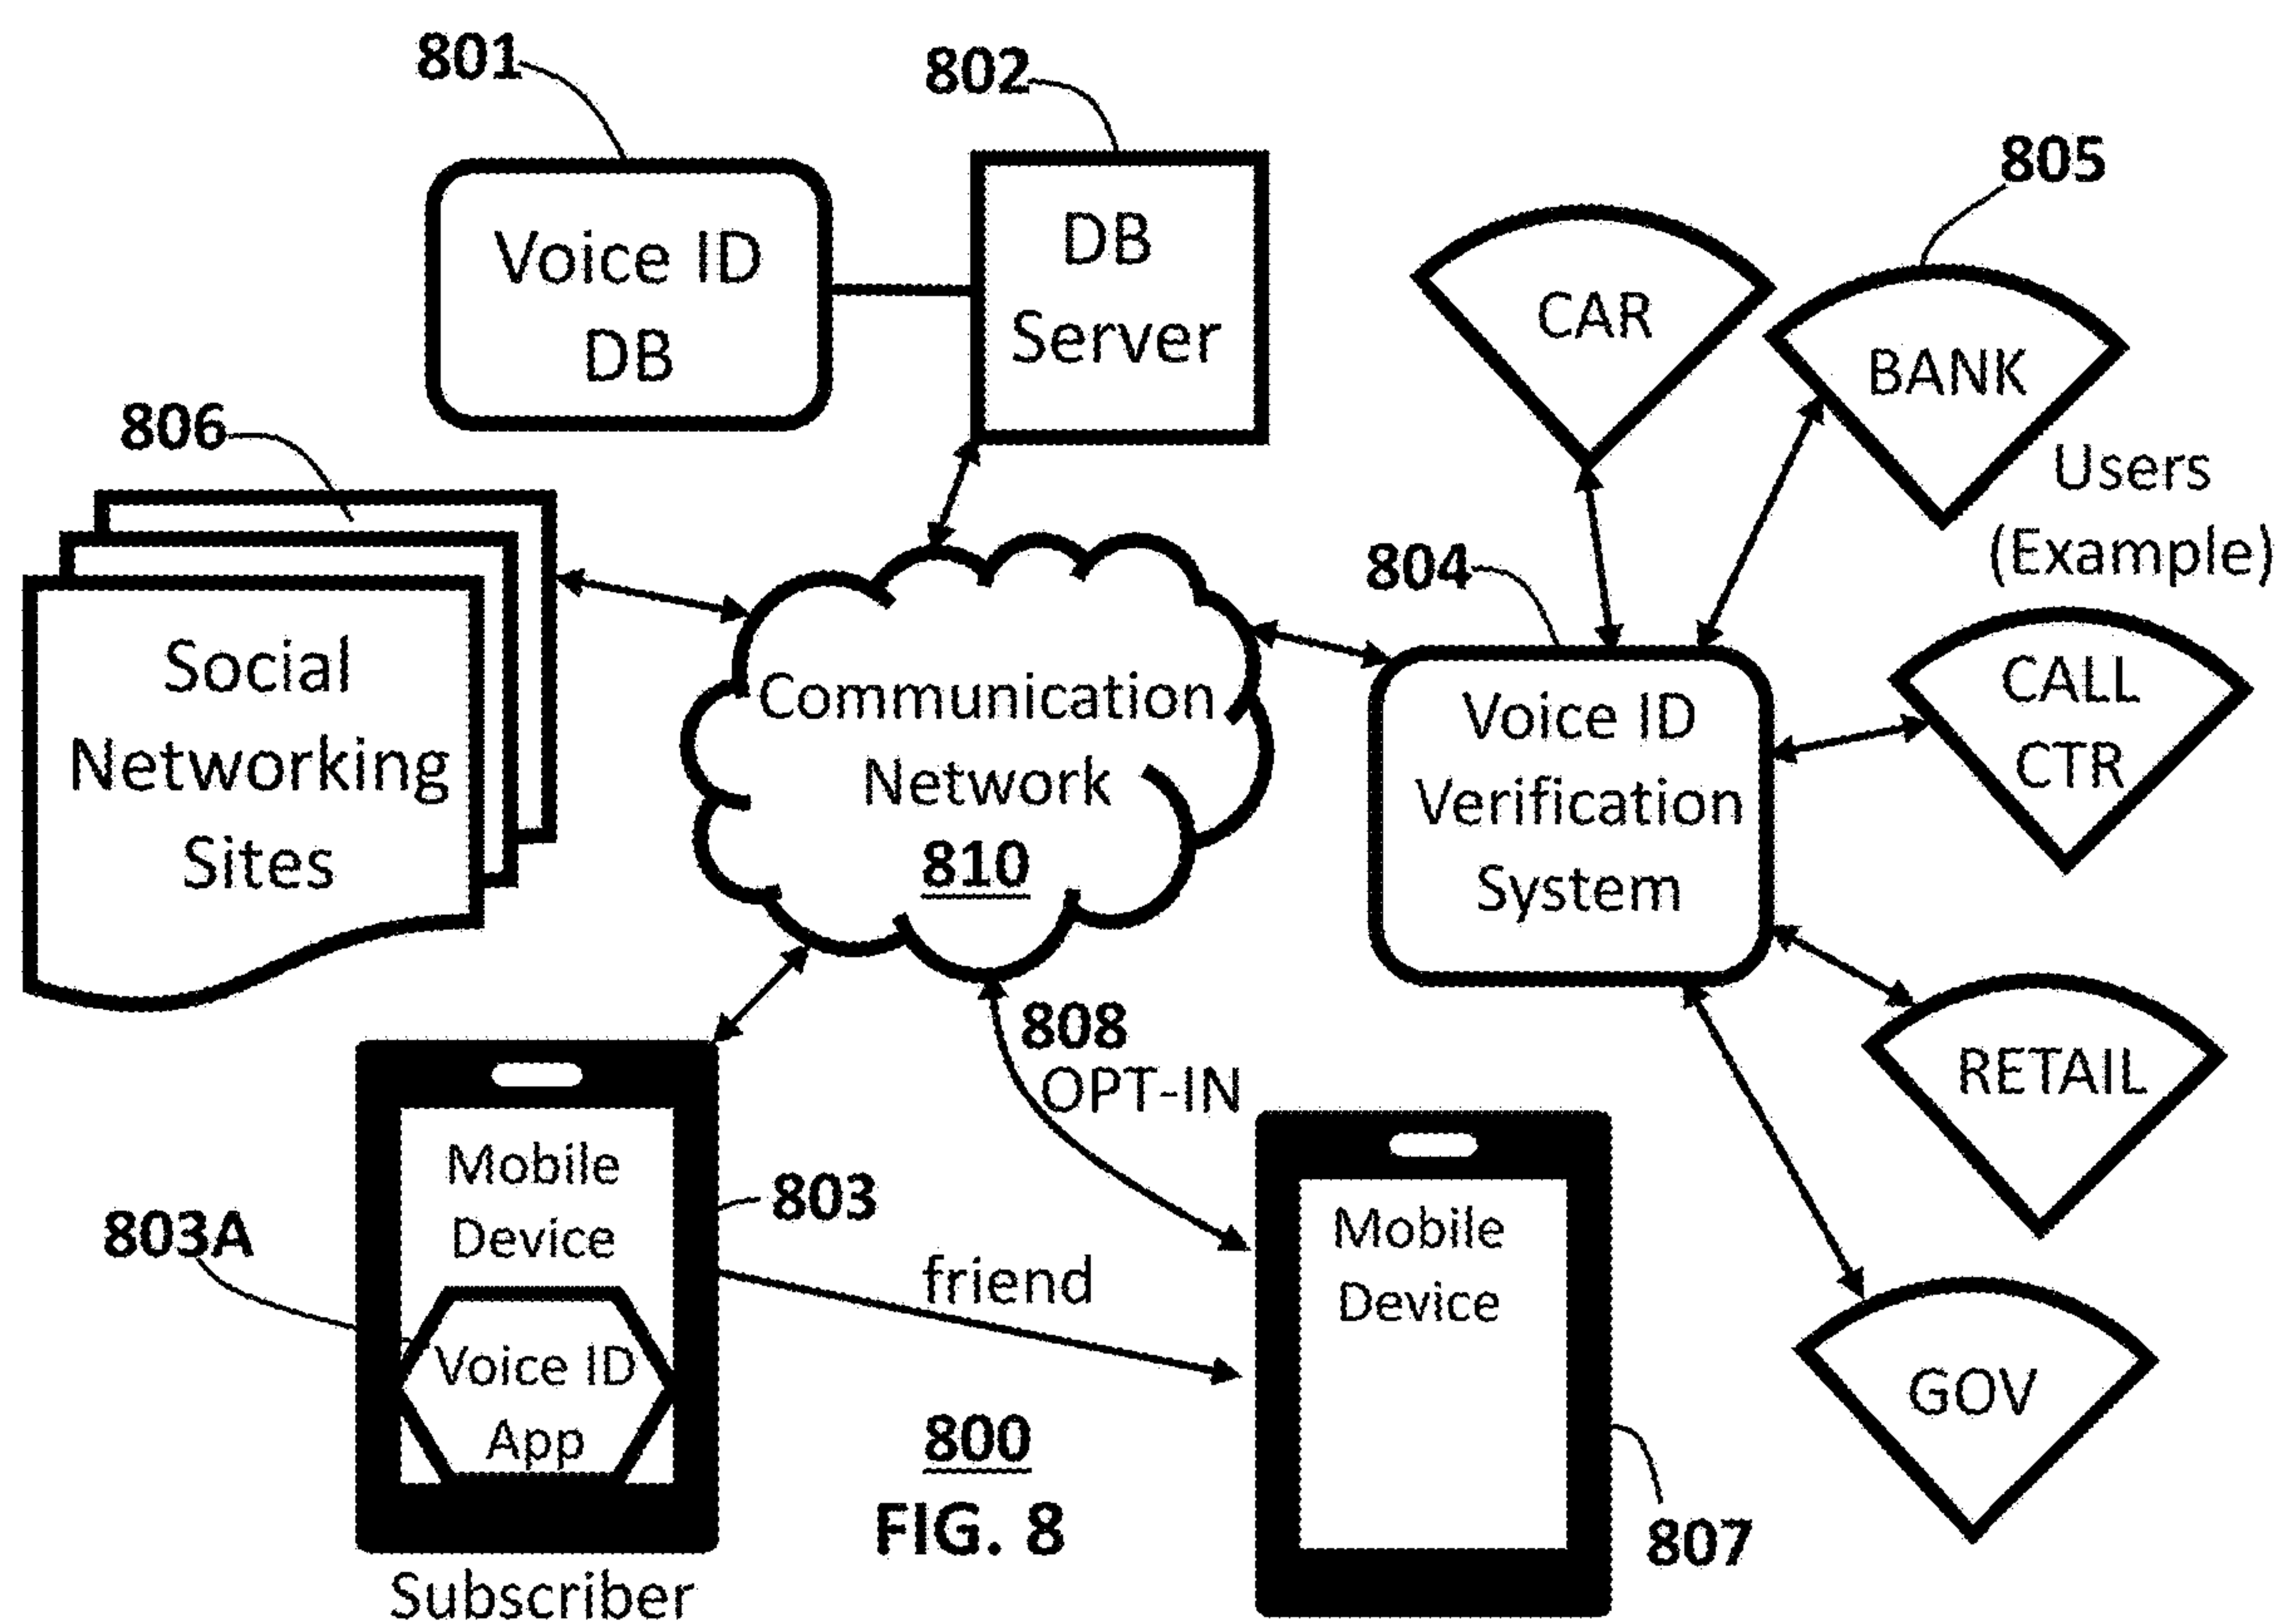 801
802
805
Voice ID
DB
DB
Server
CAR
BANK
806
Users
(Example)
804
Social
Networking
Sites
Communication
Network
810
Voice ID
Verification
System
CALL
CTR
808
OPT-IN
RETAIL
Mobile
Device
803
803A
friend
Mobile
Device
Voice ID
App
GOV
800
FIG. 8
807
Subscriber